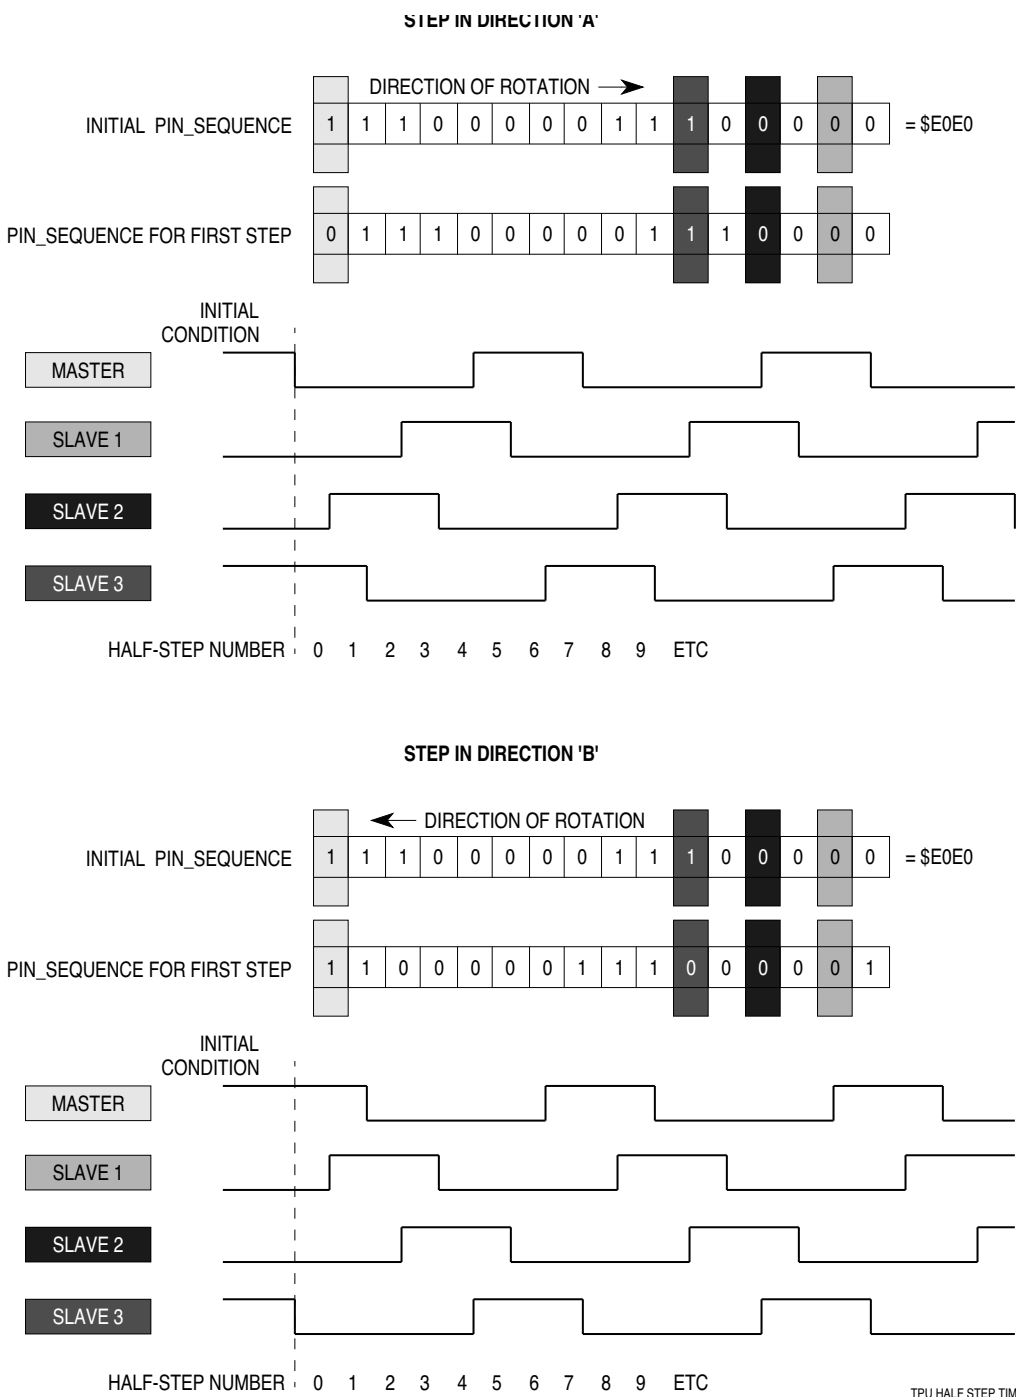 STEP IN DIRECTION 'A'
DIRECTION OF ROTATION
INITIAL PIN_SEQUENCE 1 1 1 0 0 0 0 0 1 1 1 0 0 0 0 0 = $E0E0
PIN_SEQUENCE FOR FIRST STEP 0 1 1 1 0 0 0 0 0 1 1 1 0 0 0 0
INITIAL
CONDITION
MASTER
SLAVE 1
SLAVE 2
SLAVE 3
HALF-STEP NUMBER 0 1 2 3 4 5 6 7 8 9 ETC
STEP IN DIRECTION 'B'
DIRECTION OF ROTATION
INITIAL PIN_SEQUENCE 1 1 1 0 0 0 0 0 1 1 1 0 0 0 0 0 = $E0E0
PIN_SEQUENCE FOR FIRST STEP 1 1 0 0 0 0 0 1 1 1 0 0 0 0 0 1
INITIAL
CONDITION
MASTER
SLAVE 1
SLAVE 2
SLAVE 3
HALF-STEP NUMBER 0 1 2 3 4 5 6 7 8 9 ETC
TPU HALF STEP TIM